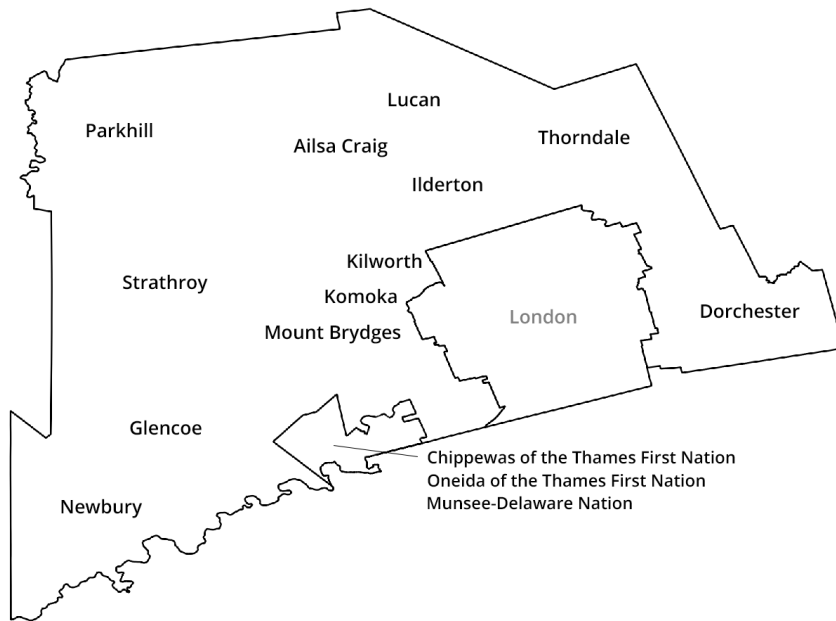 Lucan
Parkhill
Thorndale
Ailsa Craig
Ilderton
Kilworth
Strathroy
Komoka
Dorchester
London
Mount Brydges
Glencoe
Chippewas of the Thames First Nation
Oneida of the Thames First Nation
Munsee-Delaware Nation
Newbury